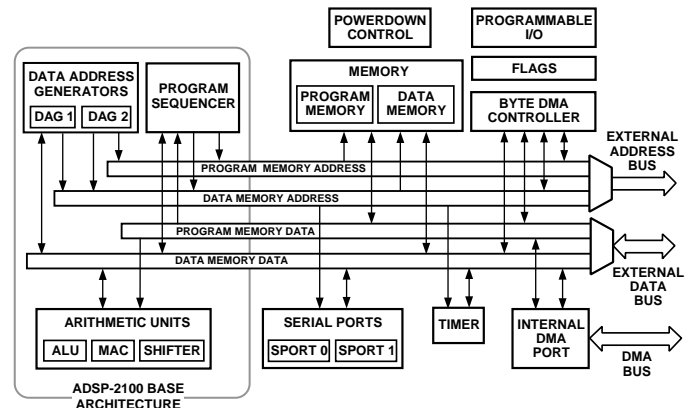 POWERDOWN
CONTROL
PROGRAMMABLE
I/O
DATA ADDRESS
GENERATORS
DAG 1
DAG 2
PROGRAM
SEQUENCER
MEMORY
PROGRAM
MEMORY
DATA
MEMORY
FLAGS
BYTE DMA
CONTROLLER
EXTERNAL
ADDRESS
BUS
PROGRAM MEMORY ADDRESS
DATA MEMORY ADDRESS
PROGRAM MEMORY DATA
DATA MEMORY DATA
EXTERNAL
DATA
BUS
ARITHMETIC UNITS
ALU
MAC
SHIFTER
SERIAL PORTS
SPORT 0
SPORT 1
TIMER
INTERNAL
DMA
PORT
DMA
BUS
ADSP-2100 BASE
ARCHITECTURE